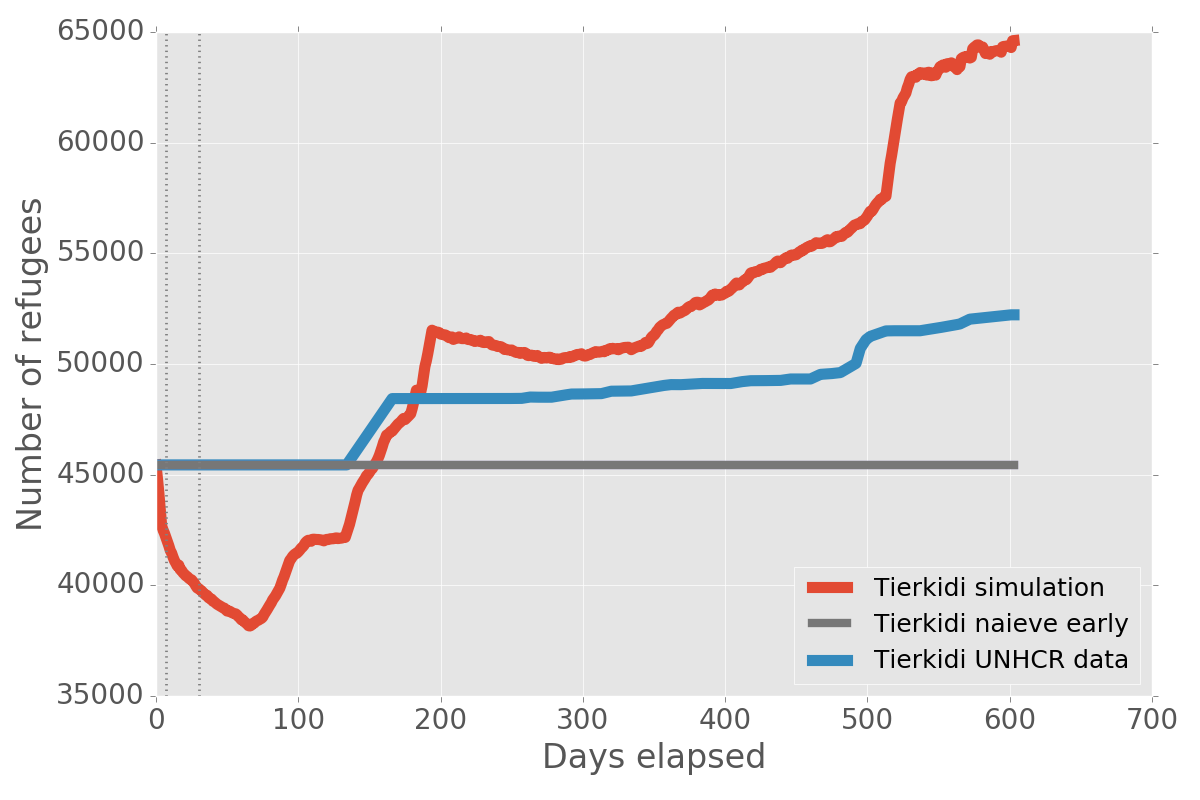 65000
60000
55000
50000
45000
40000
35000
Number of refugees
0 100 200 300 400 500 600 700
Days elapsed
Tierkidi simulation
Tierkidi naieve early
Tierkidi UNHCR data